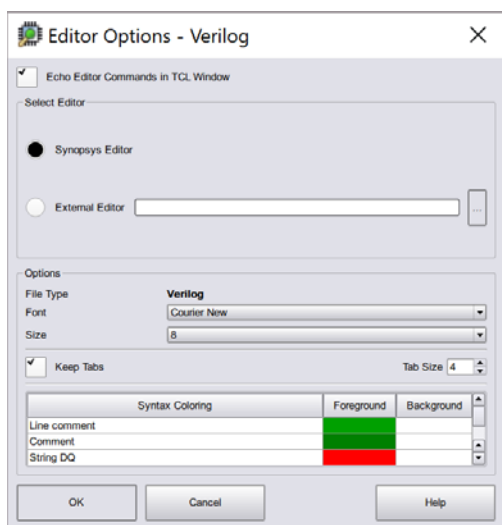 Editor Options - Verilog
Echo Editor Commands in TCL Window
Select Editor
Synopsys Editor
External Editor
...
Options
File Type Verilog
Font Courier New
Size 8
Keep Tabs Tab Size 4
Syntax Coloring Foreground Background
Line comment
Comment
String DQ
OK Cancel Help